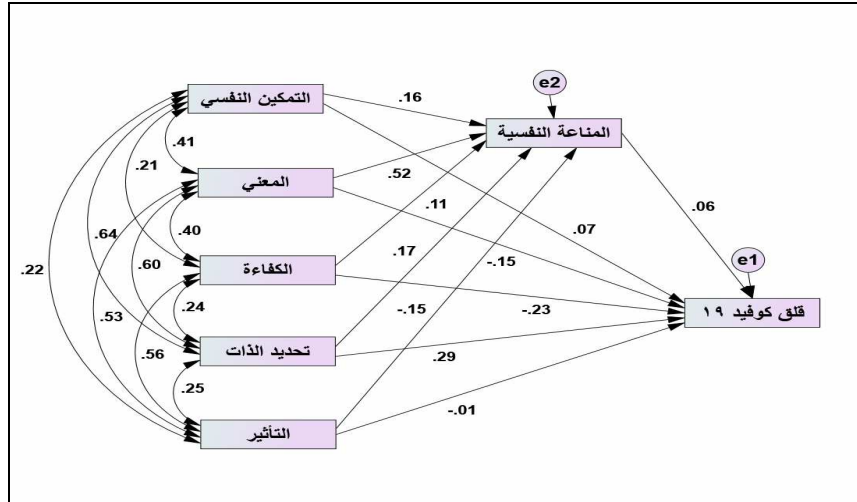 e2
التمكين النفسي
.16
المناعة النفسية
.41
.21
المعني
.52
.11
.06
.40
الكفاءة
.07
.64
.60
.17
-.15
e1
.22
.24
-.23
قلق كوفيد ١٩
.53
-.15
تحديد الذات
.56
.29
.25
-.01
التأثير